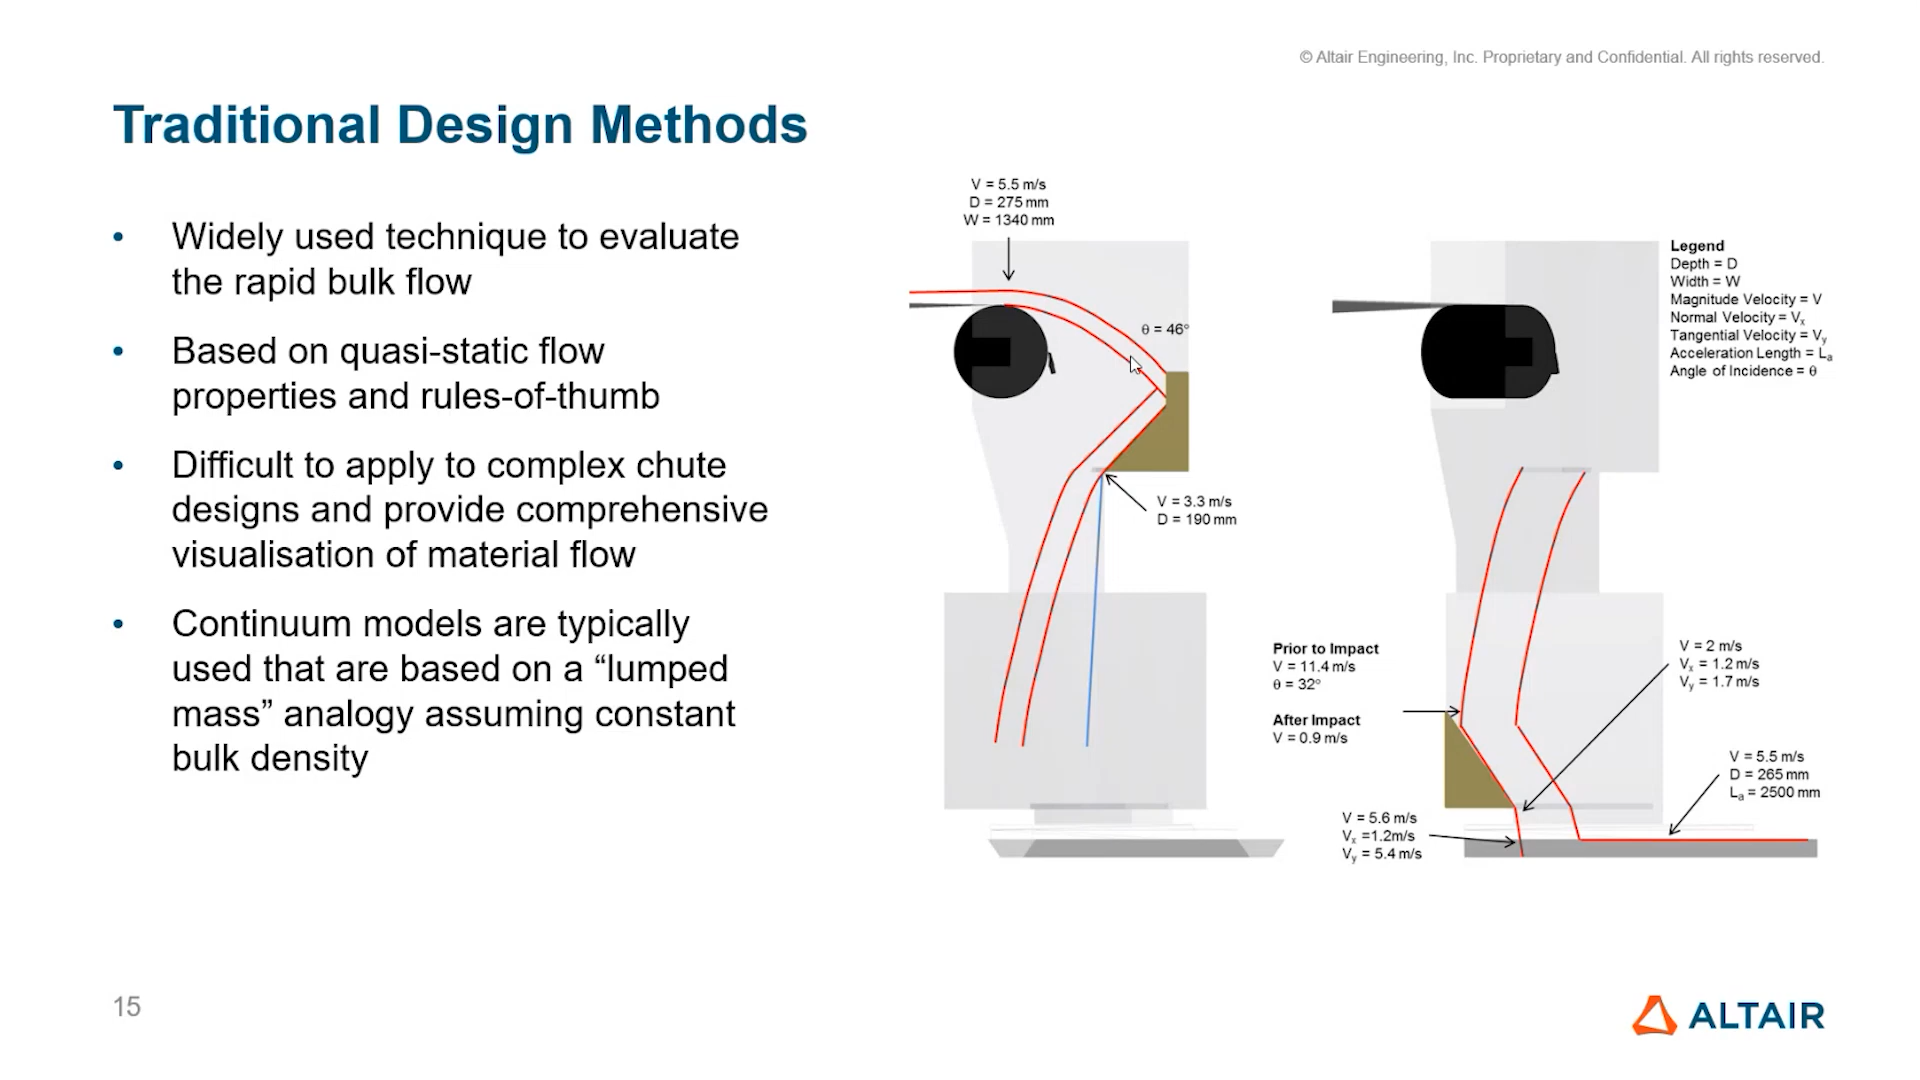 © Altair Engineering, Inc. Proprietary and Confidential. All rights reserved.
Traditional Design Methods
• Widely used technique to evaluate
the rapid bulk flow
• Based on quasi-static flow
properties and rules-of-thumb
• Difficult to apply to complex chute
designs and provide comprehensive
visualisation of material flow
• Continuum models are typically
used that are based on a “lumped
mass” analogy assuming constant
bulk density
V = 5.5 m/s
D = 275 mm
W = 1340 mm
θ = 46°
V = 3.3 m/s
D = 190 mm
Legend
Depth = D
Width = W
Magnitude Velocity = V
Normal Velocity = Vₓ
Tangential Velocity = Vy
Acceleration Length = Lₐ
Angle of Incidence = θ
Prior to Impact
V = 11.4 m/s
θ = 32°
After Impact
V = 0.9 m/s
V = 2 m/s
Vₓ = 1.2 m/s
Vy = 1.7 m/s
V = 5.5 m/s
D = 265 mm
Lₐ = 2500 mm
V = 5.6 m/s
Vₓ =1.2m/s
Vy = 5.4 m/s
15
ALTAIR